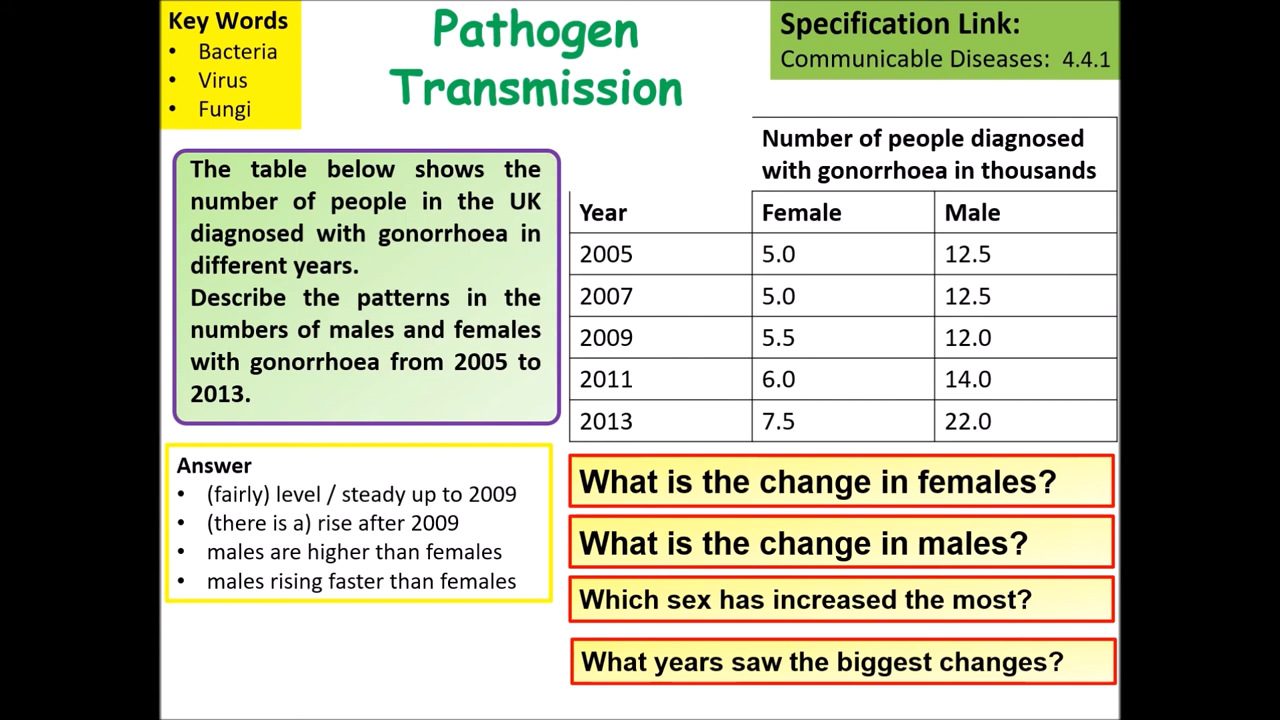 Key Words
• Bacteria
• Virus
• Fungi
Pathogen
Transmission
Specification Link:
Communicable Diseases: 4.4.1
The table below shows the
number of people in the UK
diagnosed with gonorrhoea in
different years.
Describe the patterns in the
numbers of males and females
with gonorrhoea from 2005 to
2013.
Number of people diagnosed
with gonorrhoea in thousands
Year Female Male
2005 5.0 12.5
2007 5.0 12.5
2009 5.5 12.0
2011 6.0 14.0
2013 7.5 22.0
Answer
• (fairly) level / steady up to 2009
• (there is a) rise after 2009
• males are higher than females
• males rising faster than females
What is the change in females?
What is the change in males?
Which sex has increased the most?
What years saw the biggest changes?